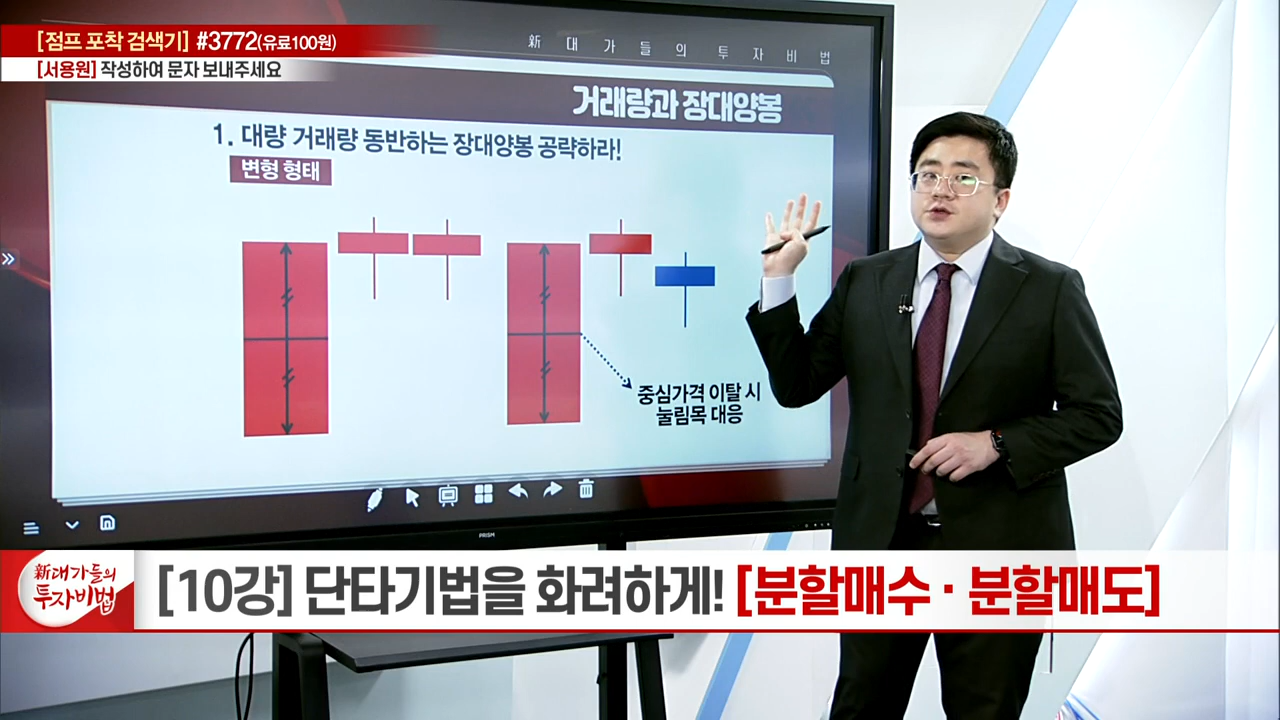 [점프 포착 검색기] #3772(유료100원)
[서용원] 작성하여 문자 보내주세요
新 대 가 들 의 투 자 비 법
거래량과 장대양봉
1. 대량 거래량 동반하는 장대양봉 공략하라!
변형 형태
중심가격 이탈 시
눌림목 대응
PRISM
新대가들의
투자비법
[10강] 단타기법을 화려하게! [분할매수 · 분할매도]